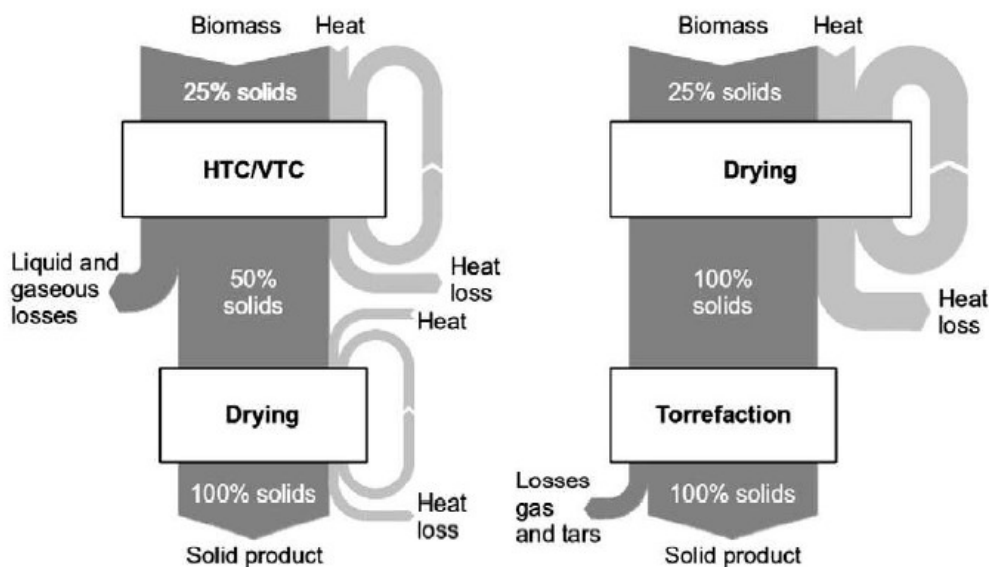 Biomass
Heat
25% solids
HTC/VTC
Liquid and
gaseous
losses
50%
solids
Heat
loss
Heat
Drying
100% solids
Heat
loss
Solid product
Biomass
Heat
25% solids
Drying
100%
solids
Heat
loss
Torrefaction
Losses
gas
and tars
100% solids
Solid product